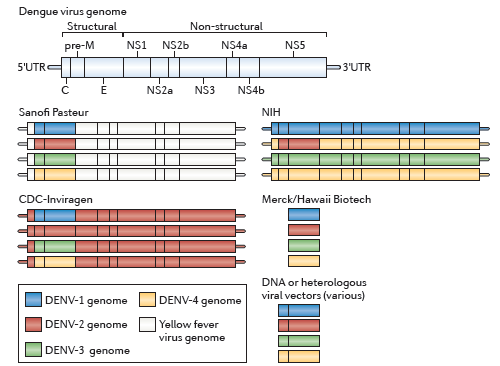 Dengue virus genome
Structural Non-structural
pre-M NS1 NS2b NS4a NS5
5'UTR 3'UTR
C E NS2a NS3 NS4b
Sanofi Pasteur
NIH
CDC-Inviragen
Merck/Hawaii Biotech
DNA or heterologous
viral vectors (various)
DENV-1 genome
DENV-2 genome
DENV-3 genome
DENV-4 genome
Yellow fever
virus genome